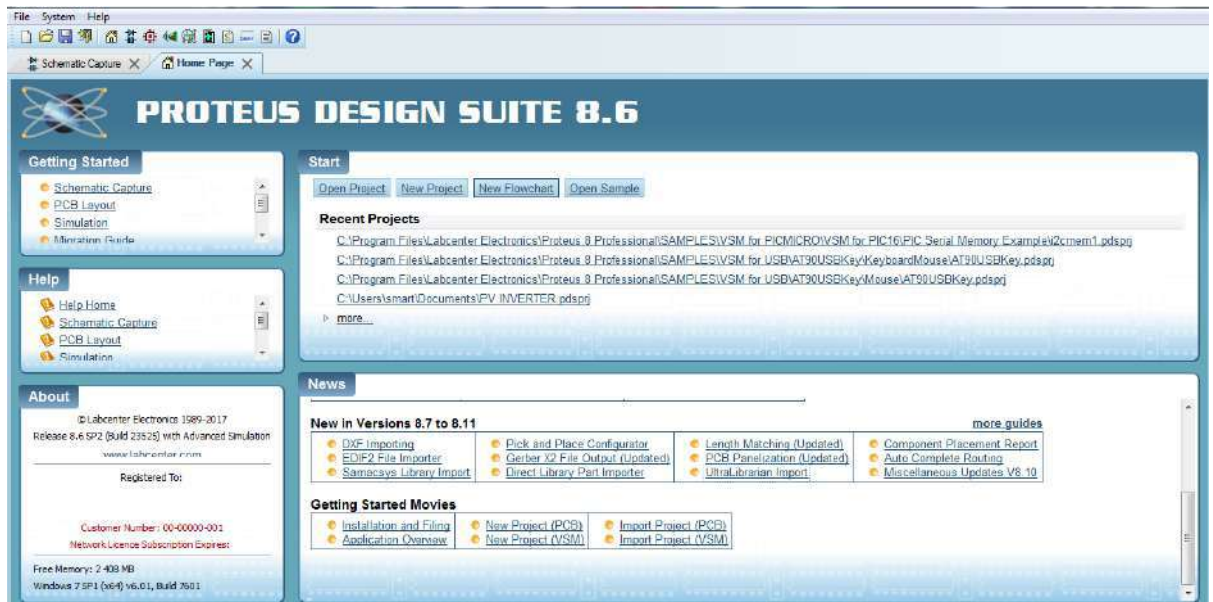 File System Help
Schematic Capture Home Page
PROTEUS DESIGN SUITE 8.6
Getting Started
Schematic Capture
PCB Layout
Simulation
Migration Guide
Help
Help Home
Schematic Capture
PCB Layout
Simulation
About
© Labcenter Electronics 1989-2017
Release 8.6 SP2 (Build 23525) with Advanced Simulation
www.labcenter.com
Registered To:
Customer Number: 00-00000-001
Network Licence Subscription Expires:
Free Memory: 2 408 MB
Windows 7 SP1 (x64) v6.01, Build 7601
Start
Open Project New Project New Flowchart Open Sample
Recent Projects
C:\Program Files\Labcenter Electronics\Proteus 8 Professional\SAMPLES\VSM for PICMICRO\VSM for PIC16\PIC Serial Memory Example\i2cmem1.pdsprj
C:\Program Files\Labcenter Electronics\Proteus 8 Professional\SAMPLES\VSM for USB\AT90USBKey\KeyboardMouse\AT90USBKey.pdsprj
C:\Program Files\Labcenter Electronics\Proteus 8 Professional\SAMPLES\VSM for USB\AT90USBKey\Mouse\AT90USBKey.pdsprj
C:\Users\smart\Documents\PV INVERTER.pdsprj
more...
News
New in Versions 8.7 to 8.11 more guides
DXF Importing Pick and Place Configurator Length Matching (Updated) Component Placement Report
EDIF2 File Importer Gerber X2 File Output (Updated) PCB Panelization (Updated) Auto Complete Routing
Samacsys Library Import Direct Library Part Importer UltraLibrarian Import Miscellaneous Updates V8.10
Getting Started Movies
Installation and Filing New Project (PCB) Import Project (PCB)
Application Overview New Project (VSM) Import Project (VSM)